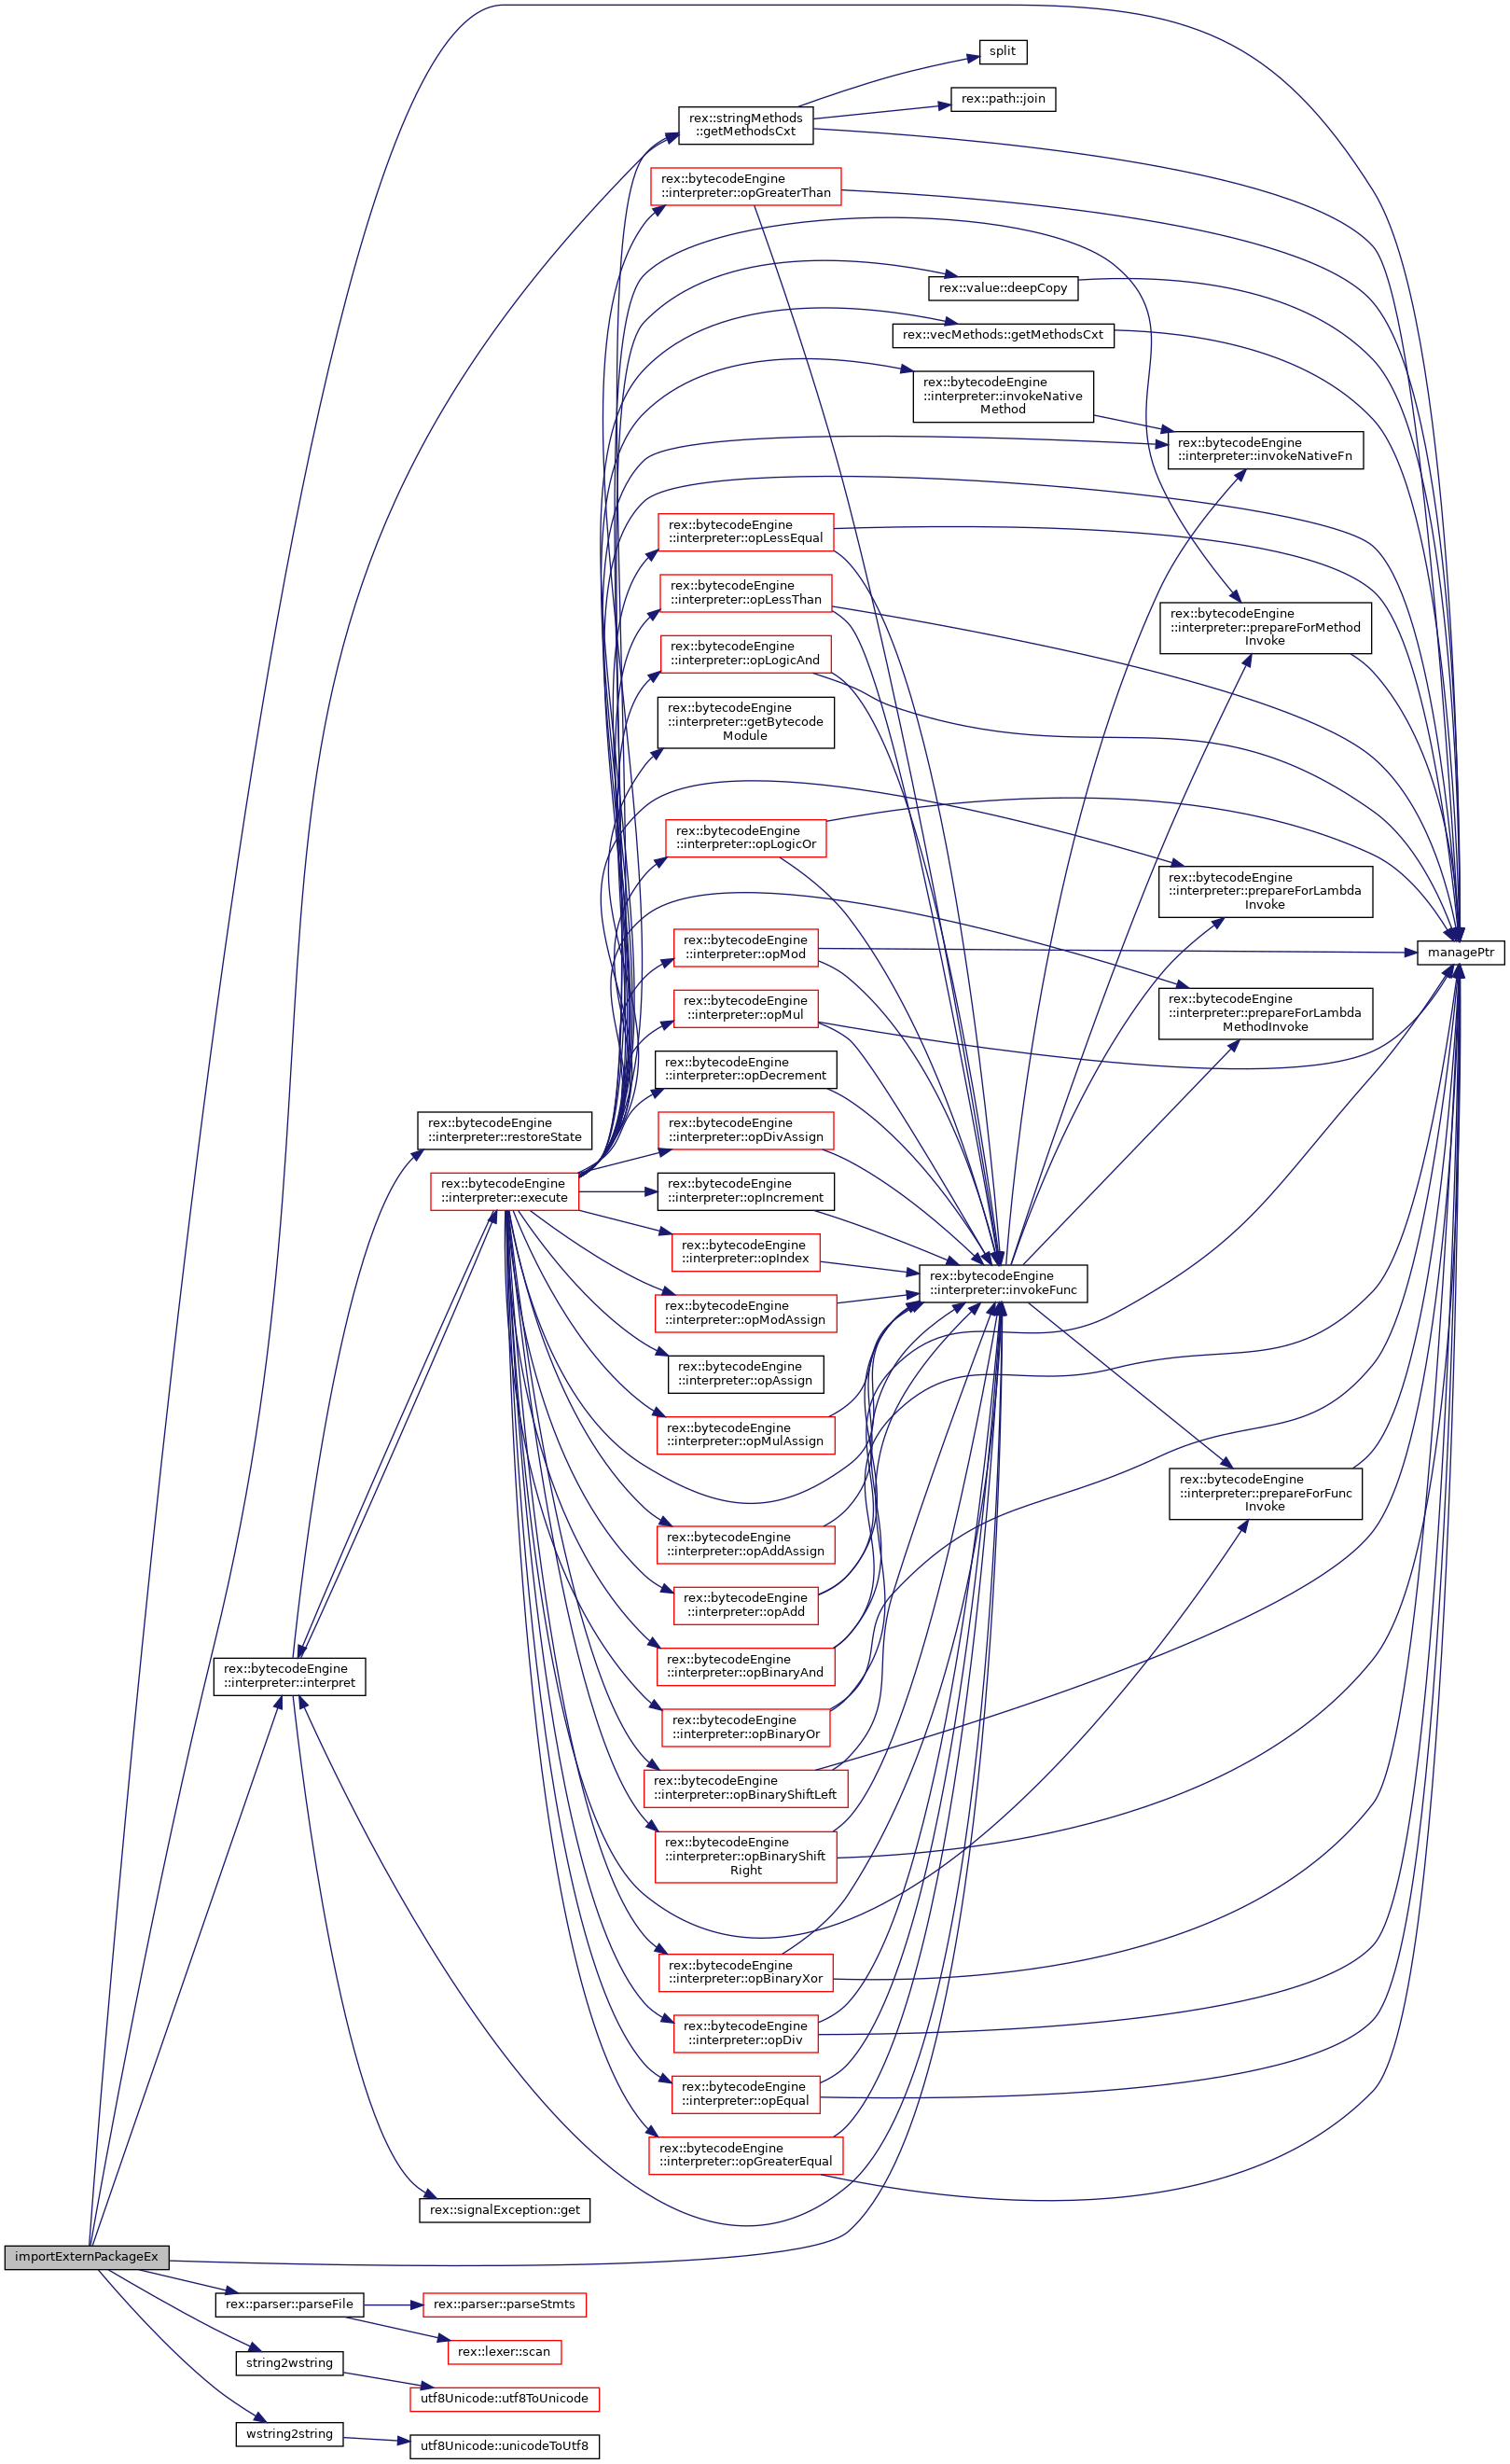 split
rex::path::join
rex::stringMethods
::getMethodsCxt
rex::bytecodeEngine
::interpreter::opGreaterThan
rex::value::deepCopy
rex::vecMethods::getMethodsCxt
rex::bytecodeEngine
::interpreter::invokeNative
Method
rex::bytecodeEngine
::interpreter::invokeNativeFn
rex::bytecodeEngine
::interpreter::opLessEqual
rex::bytecodeEngine
::interpreter::opLessThan
rex::bytecodeEngine
::interpreter::prepareForMethod
Invoke
rex::bytecodeEngine
::interpreter::opLogicAnd
rex::bytecodeEngine
::interpreter::getBytecode
Module
rex::bytecodeEngine
::interpreter::opLogicOr
rex::bytecodeEngine
::interpreter::prepareForLambda
Invoke
rex::bytecodeEngine
::interpreter::opMod
managePtr
rex::bytecodeEngine
::interpreter::opMul
rex::bytecodeEngine
::interpreter::prepareForLambda
MethodInvoke
rex::bytecodeEngine
::interpreter::opDecrement
rex::bytecodeEngine
::interpreter::restoreState
rex::bytecodeEngine
::interpreter::opDivAssign
rex::bytecodeEngine
::interpreter::execute
rex::bytecodeEngine
::interpreter::opIncrement
rex::bytecodeEngine
::interpreter::opIndex
rex::bytecodeEngine
::interpreter::invokeFunc
rex::bytecodeEngine
::interpreter::opModAssign
rex::bytecodeEngine
::interpreter::opAssign
rex::bytecodeEngine
::interpreter::opMulAssign
rex::bytecodeEngine
::interpreter::prepareForFunc
Invoke
rex::bytecodeEngine
::interpreter::opAddAssign
rex::bytecodeEngine
::interpreter::opAdd
rex::bytecodeEngine
::interpreter::interpret
rex::bytecodeEngine
::interpreter::opBinaryAnd
rex::bytecodeEngine
::interpreter::opBinaryOr
rex::bytecodeEngine
::interpreter::opBinaryShiftLeft
rex::bytecodeEngine
::interpreter::opBinaryShift
Right
rex::bytecodeEngine
::interpreter::opBinaryXor
rex::bytecodeEngine
::interpreter::opDiv
rex::bytecodeEngine
::interpreter::opEqual
rex::bytecodeEngine
::interpreter::opGreaterEqual
rex::signalException::get
importExternPackageEx
rex::parser::parseFile
rex::parser::parseStmts
rex::lexer::scan
string2wstring
utf8Unicode::utf8ToUnicode
wstring2string
utf8Unicode::unicodeToUtf8